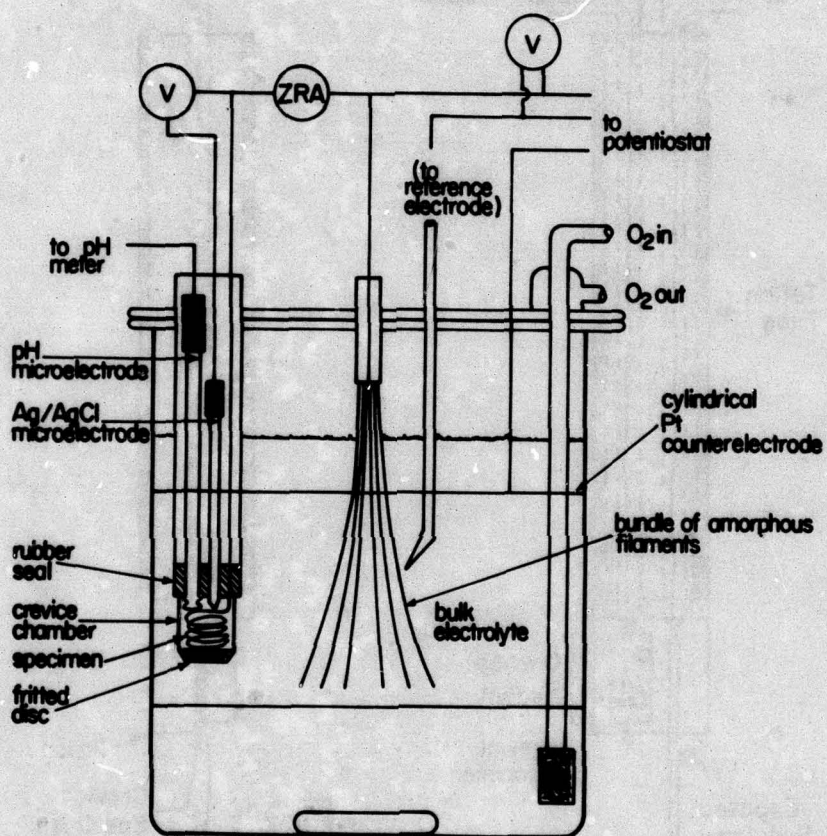 V
V
ZRA
to
potentiostat
(to
reference
electrode)
O2 in
to pH
meter
O2 out
pH
microelectrode
Ag/AgCl
microelectrode
cylindrical
Pt
counterelectrode
bundle of amorphous
filaments
rubber
seal
bulk
electrolyte
crevice
chamber
specimen
fritted
disc